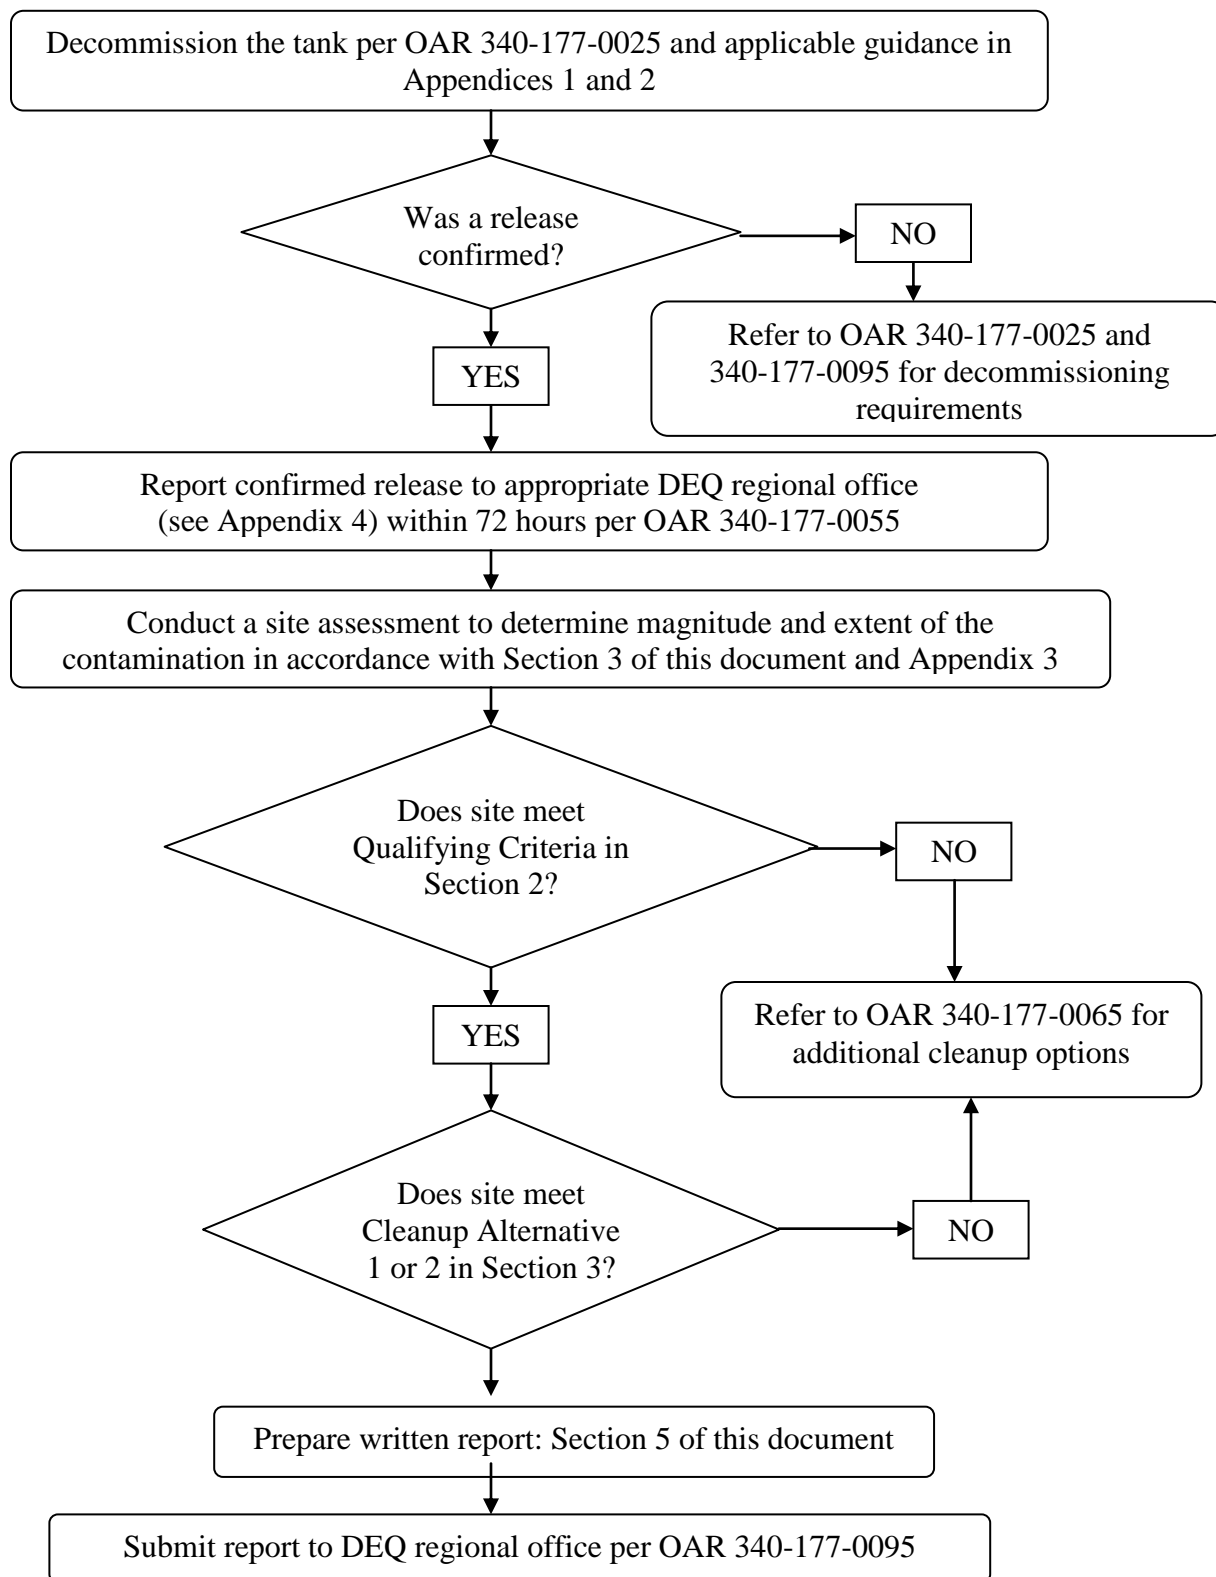 Decommission the tank per OAR 340-177-0025 and applicable guidance in
Appendices 1 and 2
Was a release
confirmed?
NO
Refer to OAR 340-177-0025 and
340-177-0095 for decommissioning
requirements
YES
Report confirmed release to appropriate DEQ regional office
(see Appendix 4) within 72 hours per OAR 340-177-0055
Conduct a site assessment to determine magnitude and extent of the
contamination in accordance with Section 3 of this document and Appendix 3
Does site meet
Qualifying Criteria in
Section 2?
NO
YES
Refer to OAR 340-177-0065 for
additional cleanup options
Does site meet
Cleanup Alternative
1 or 2 in Section 3?
NO
Prepare written report: Section 5 of this document
Submit report to DEQ regional office per OAR 340-177-0095